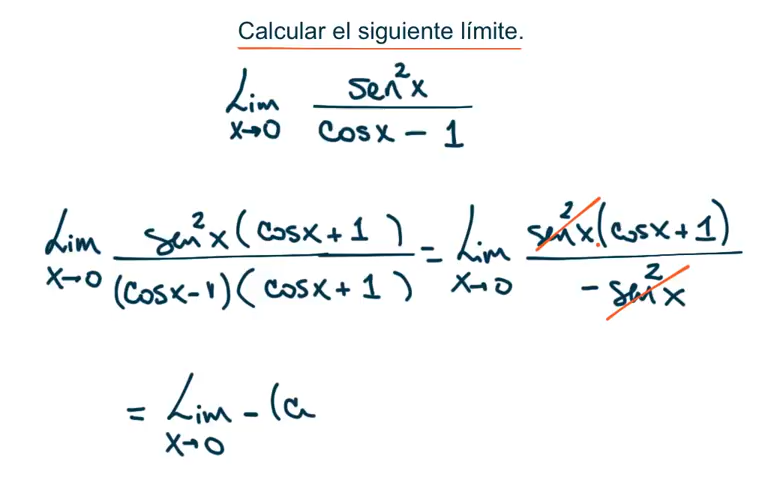 Calcular el siguiente límite.
Lim x→0 sen²x / (cosx − 1)
Lim x→0 sen²x (cosx + 1) / (cosx − 1)(cosx + 1) = Lim x→0 sen²x (cosx + 1) / − sen²x
= Lim x→0 − (c